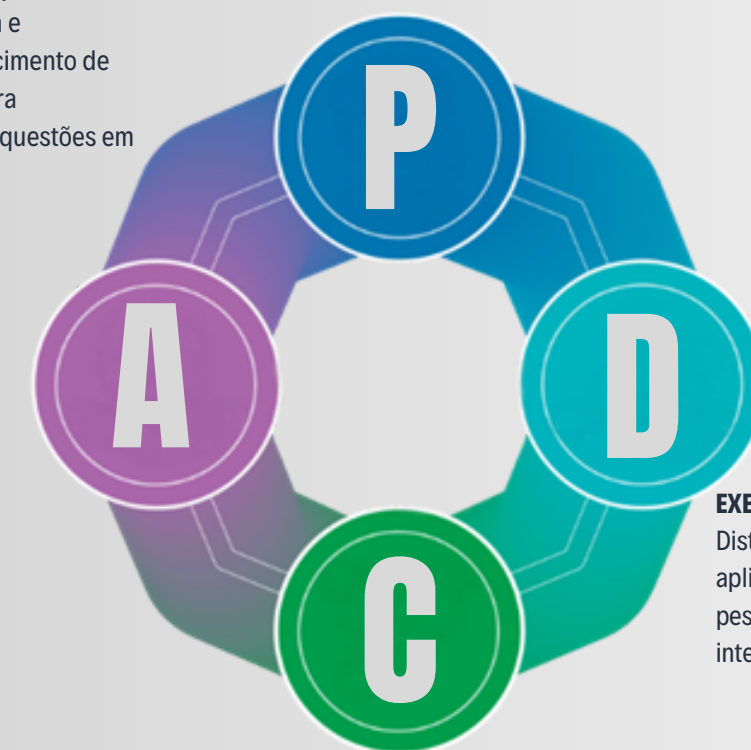 e
cimento de
ra
questões em
P
A
D
EXE
Dist
apli
pes
inte
C